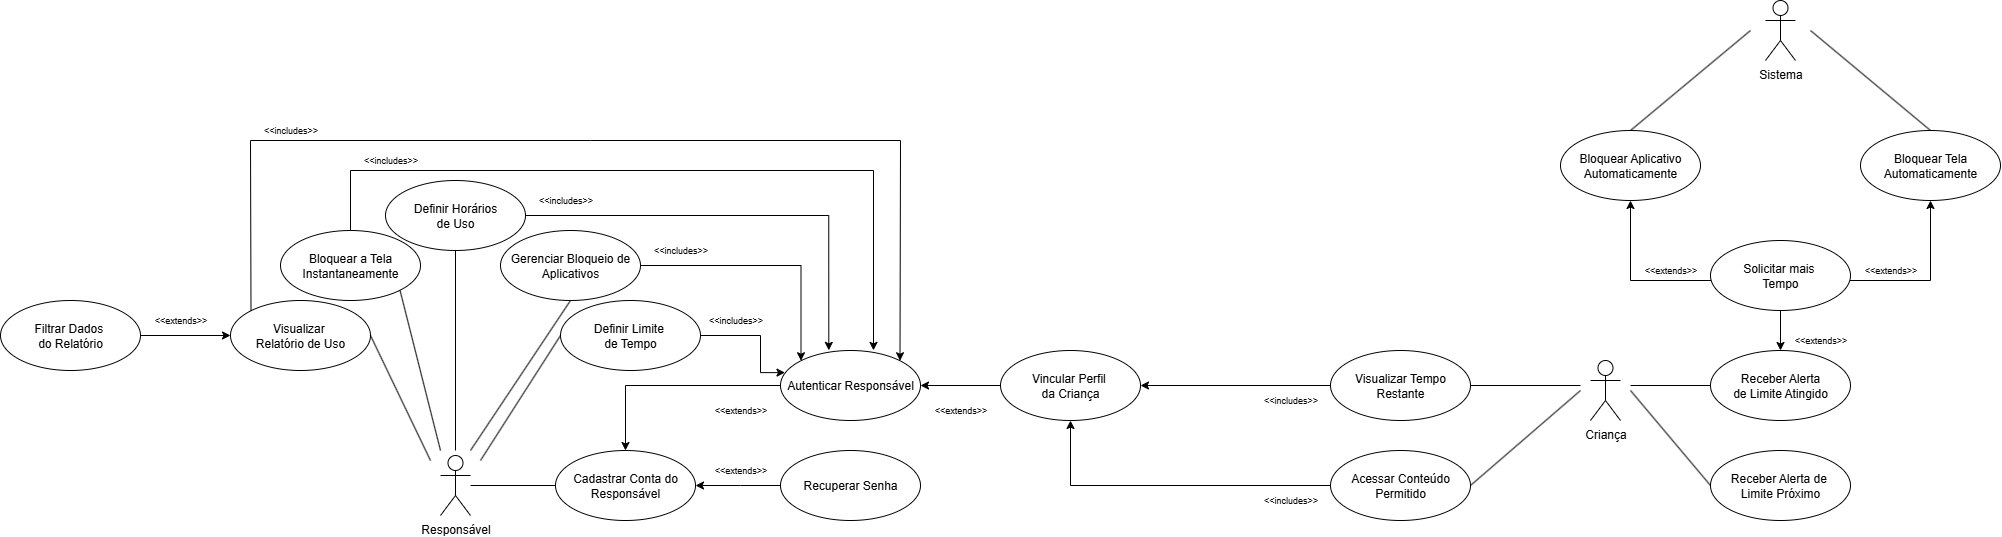 Sistema
<<includes>>
Bloquear Aplicativo
Automaticamente
Bloquear Tela
Automaticamente
<<includes>>
Definir Horários
de Uso
<<includes>>
Bloquear a Tela
Instantaneamente
Gerenciar Bloqueio de
Aplicativos
<<includes>>
Solicitar mais
Tempo
<<extends>>
<<extends>>
Filtrar Dados
do Relatório
<<extends>>
Visualizar
Relatório de Uso
Definir Limite
de Tempo
<<includes>>
<<extends>>
Autenticar Responsável
Vincular Perfil
da Criança
Visualizar Tempo
Restante
Receber Alerta
de Limite Atingido
<<extends>>
<<extends>>
<<includes>>
Criança
Cadastrar Conta do
Responsável
<<extends>>
Recuperar Senha
Acessar Conteúdo
Permitido
<<includes>>
Receber Alerta de
Limite Próximo
Responsável